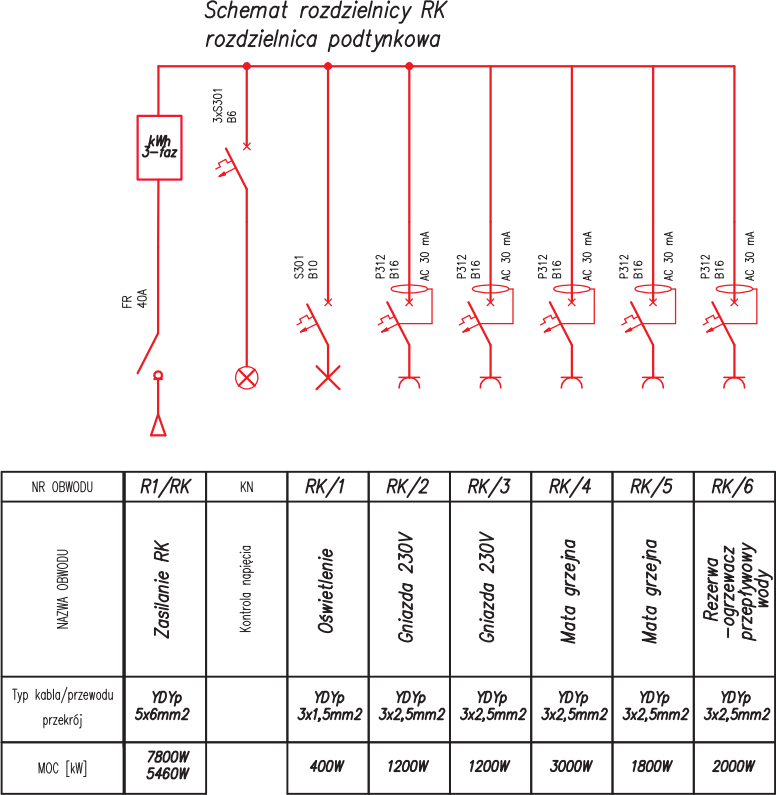 Schemat rozdzielnicy RK
rozdzielnica podtynkowa
kWh
3-faz
3xS301
B6
FR
40A
S301
B10
P312
B16
AC 30 mA
P312
B16
AC 30 mA
P312
B16
AC 30 mA
P312
B16
AC 30 mA
P312
B16
AC 30 mA
NR OBWODU R1/RK KN RK/1 RK/2 RK/3 RK/4 RK/5 RK/6
NAZWA OBWODU
Zasilanie RK
Kontrola napięcia
Oświetlenie
Gniazda 230V
Gniazda 230V
Mata grzejna
Mata grzejna
Rezerwa
-ogrzewacz
przepływowy
wody
Typ kabla/przewodu YDYp YDYp YDYp YDYp YDYp YDYp YDYp
przekrój 5x6mm2 3x1,5mm2 3x2,5mm2 3x2,5mm2 3x2,5mm2 3x2,5mm2 3x2,5mm2
MOC [kW] 7800W 400W 1200W 1200W 3000W 1800W 2000W
5460W